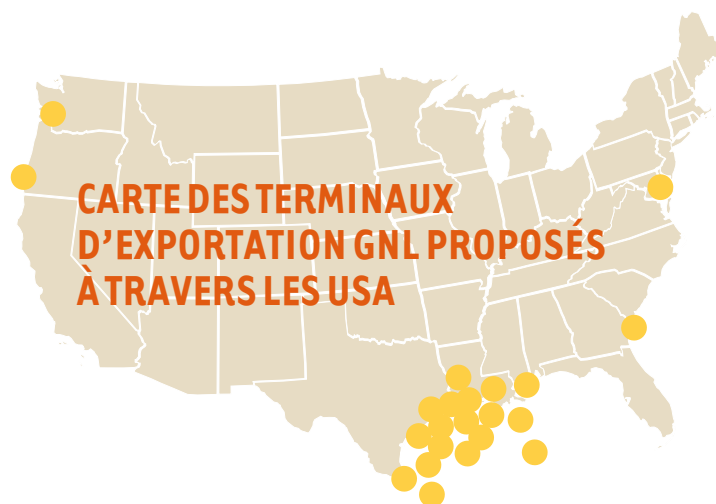 CARTE DES TERMINAUX
D’EXPORTATION GNL PROPOSÉS
À TRAVERS LES USA